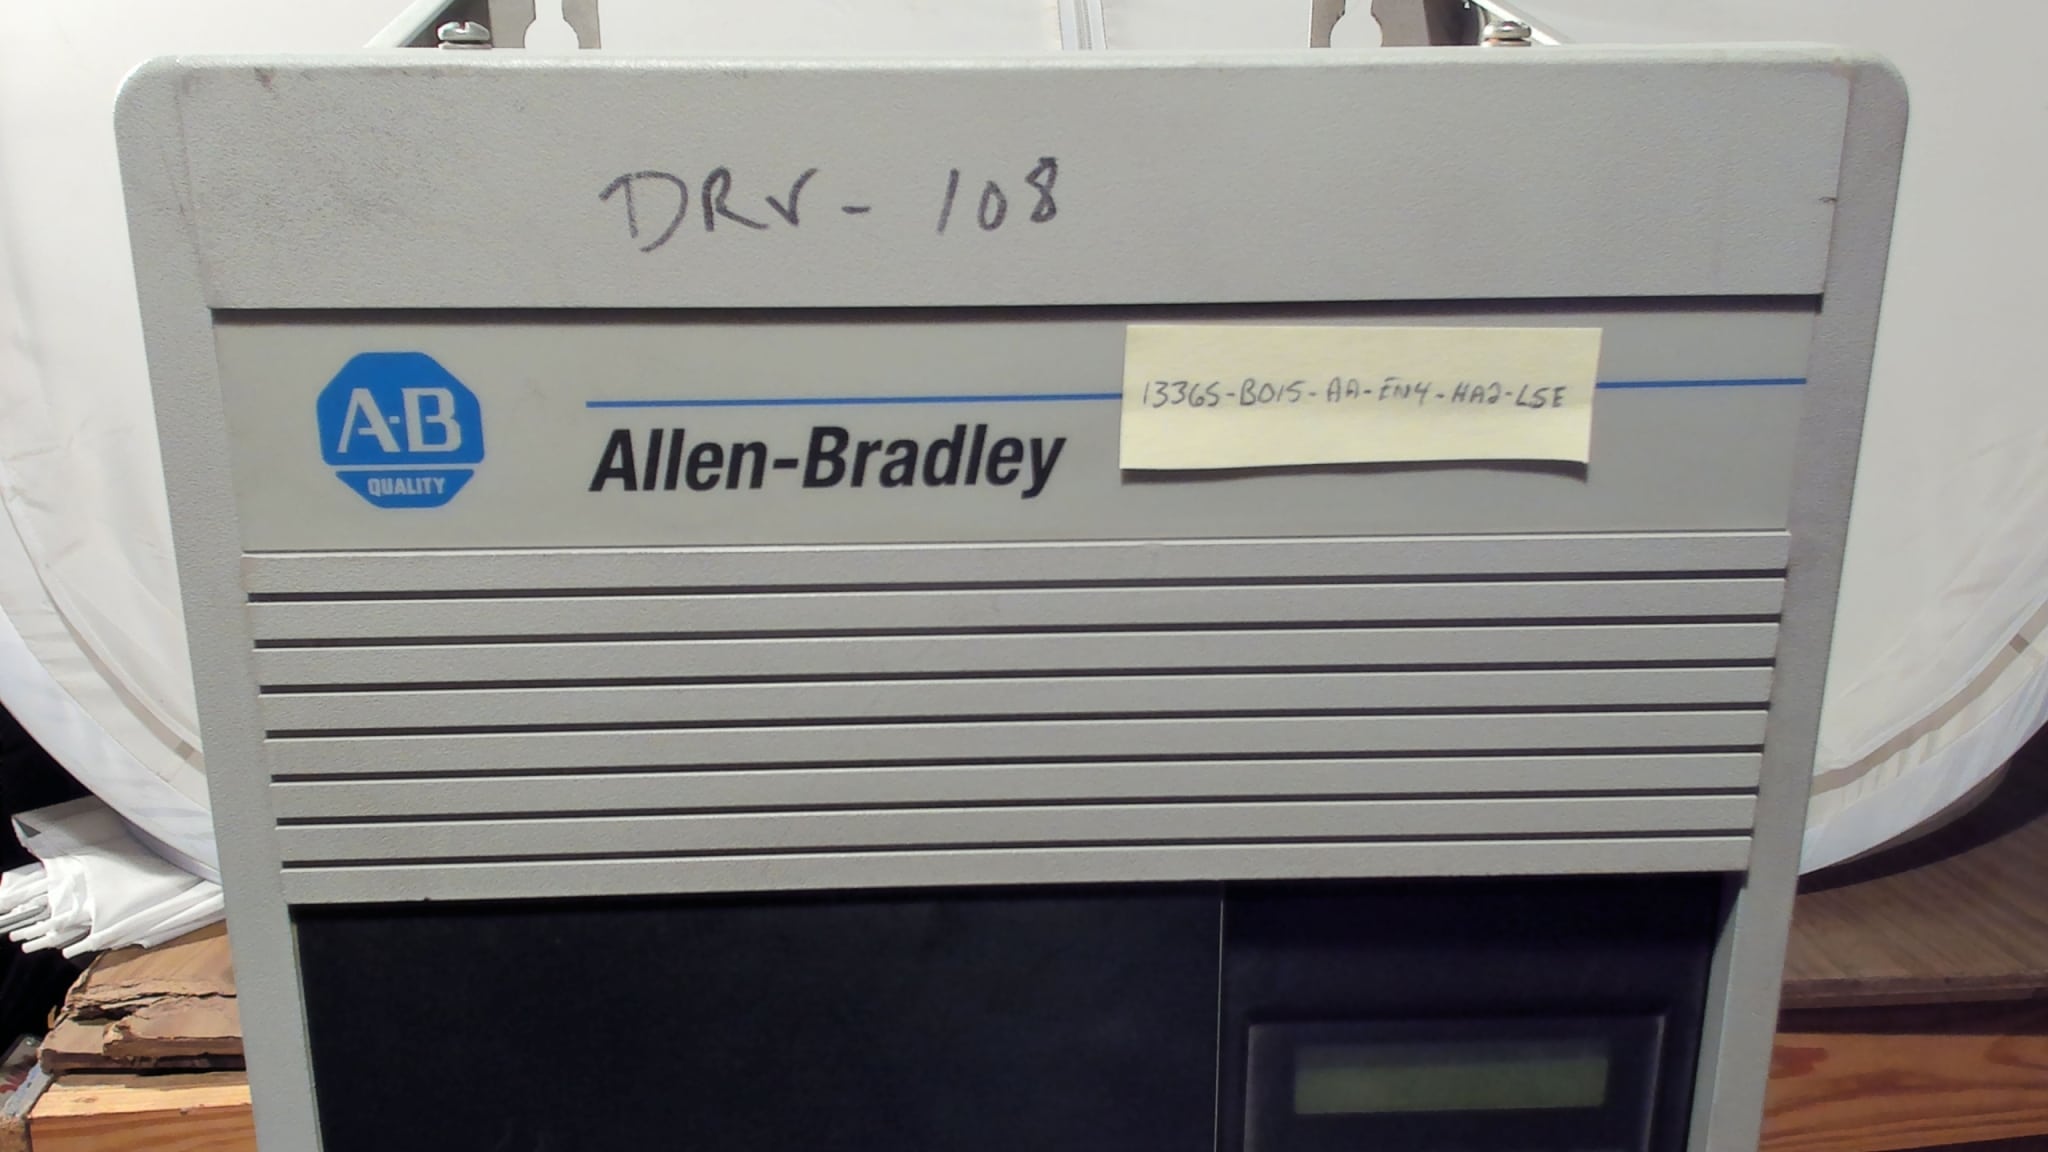 DRV-108
A-B
QUALITY
Allen-Bradley
1336S-B015-AA-EN4-HA2-L5E